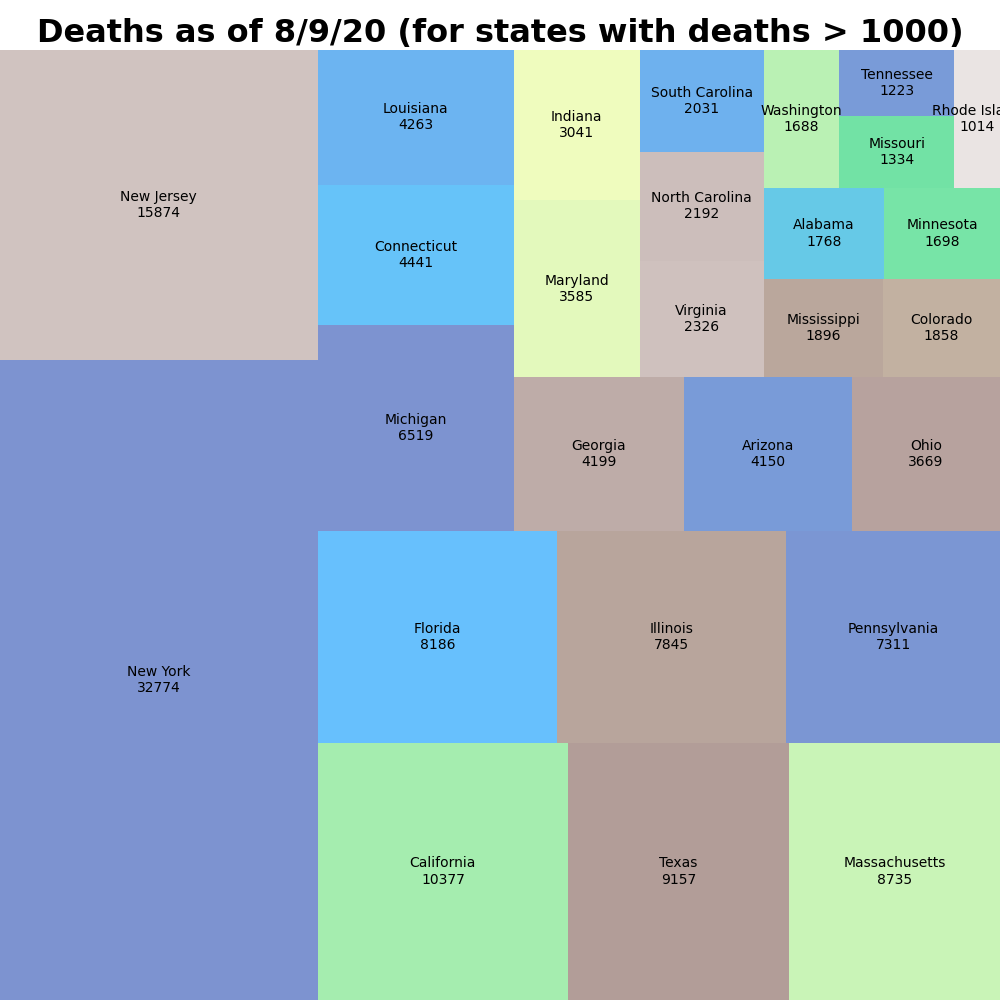 Deaths as of 8/9/20 (for states with deaths > 1000)
New Jersey
15874
Louisiana
4263
Indiana
3041
South Carolina
2031
Washington
1688
Tennessee
1223
Rhode Isla
1014
Missouri
1334
North Carolina
2192
Alabama
1768
Minnesota
1698
Connecticut
4441
Maryland
3585
Virginia
2326
Mississippi
1896
Colorado
1858
Michigan
6519
Georgia
4199
Arizona
4150
Ohio
3669
New York
32774
Florida
8186
Illinois
7845
Pennsylvania
7311
California
10377
Texas
9157
Massachusetts
8735